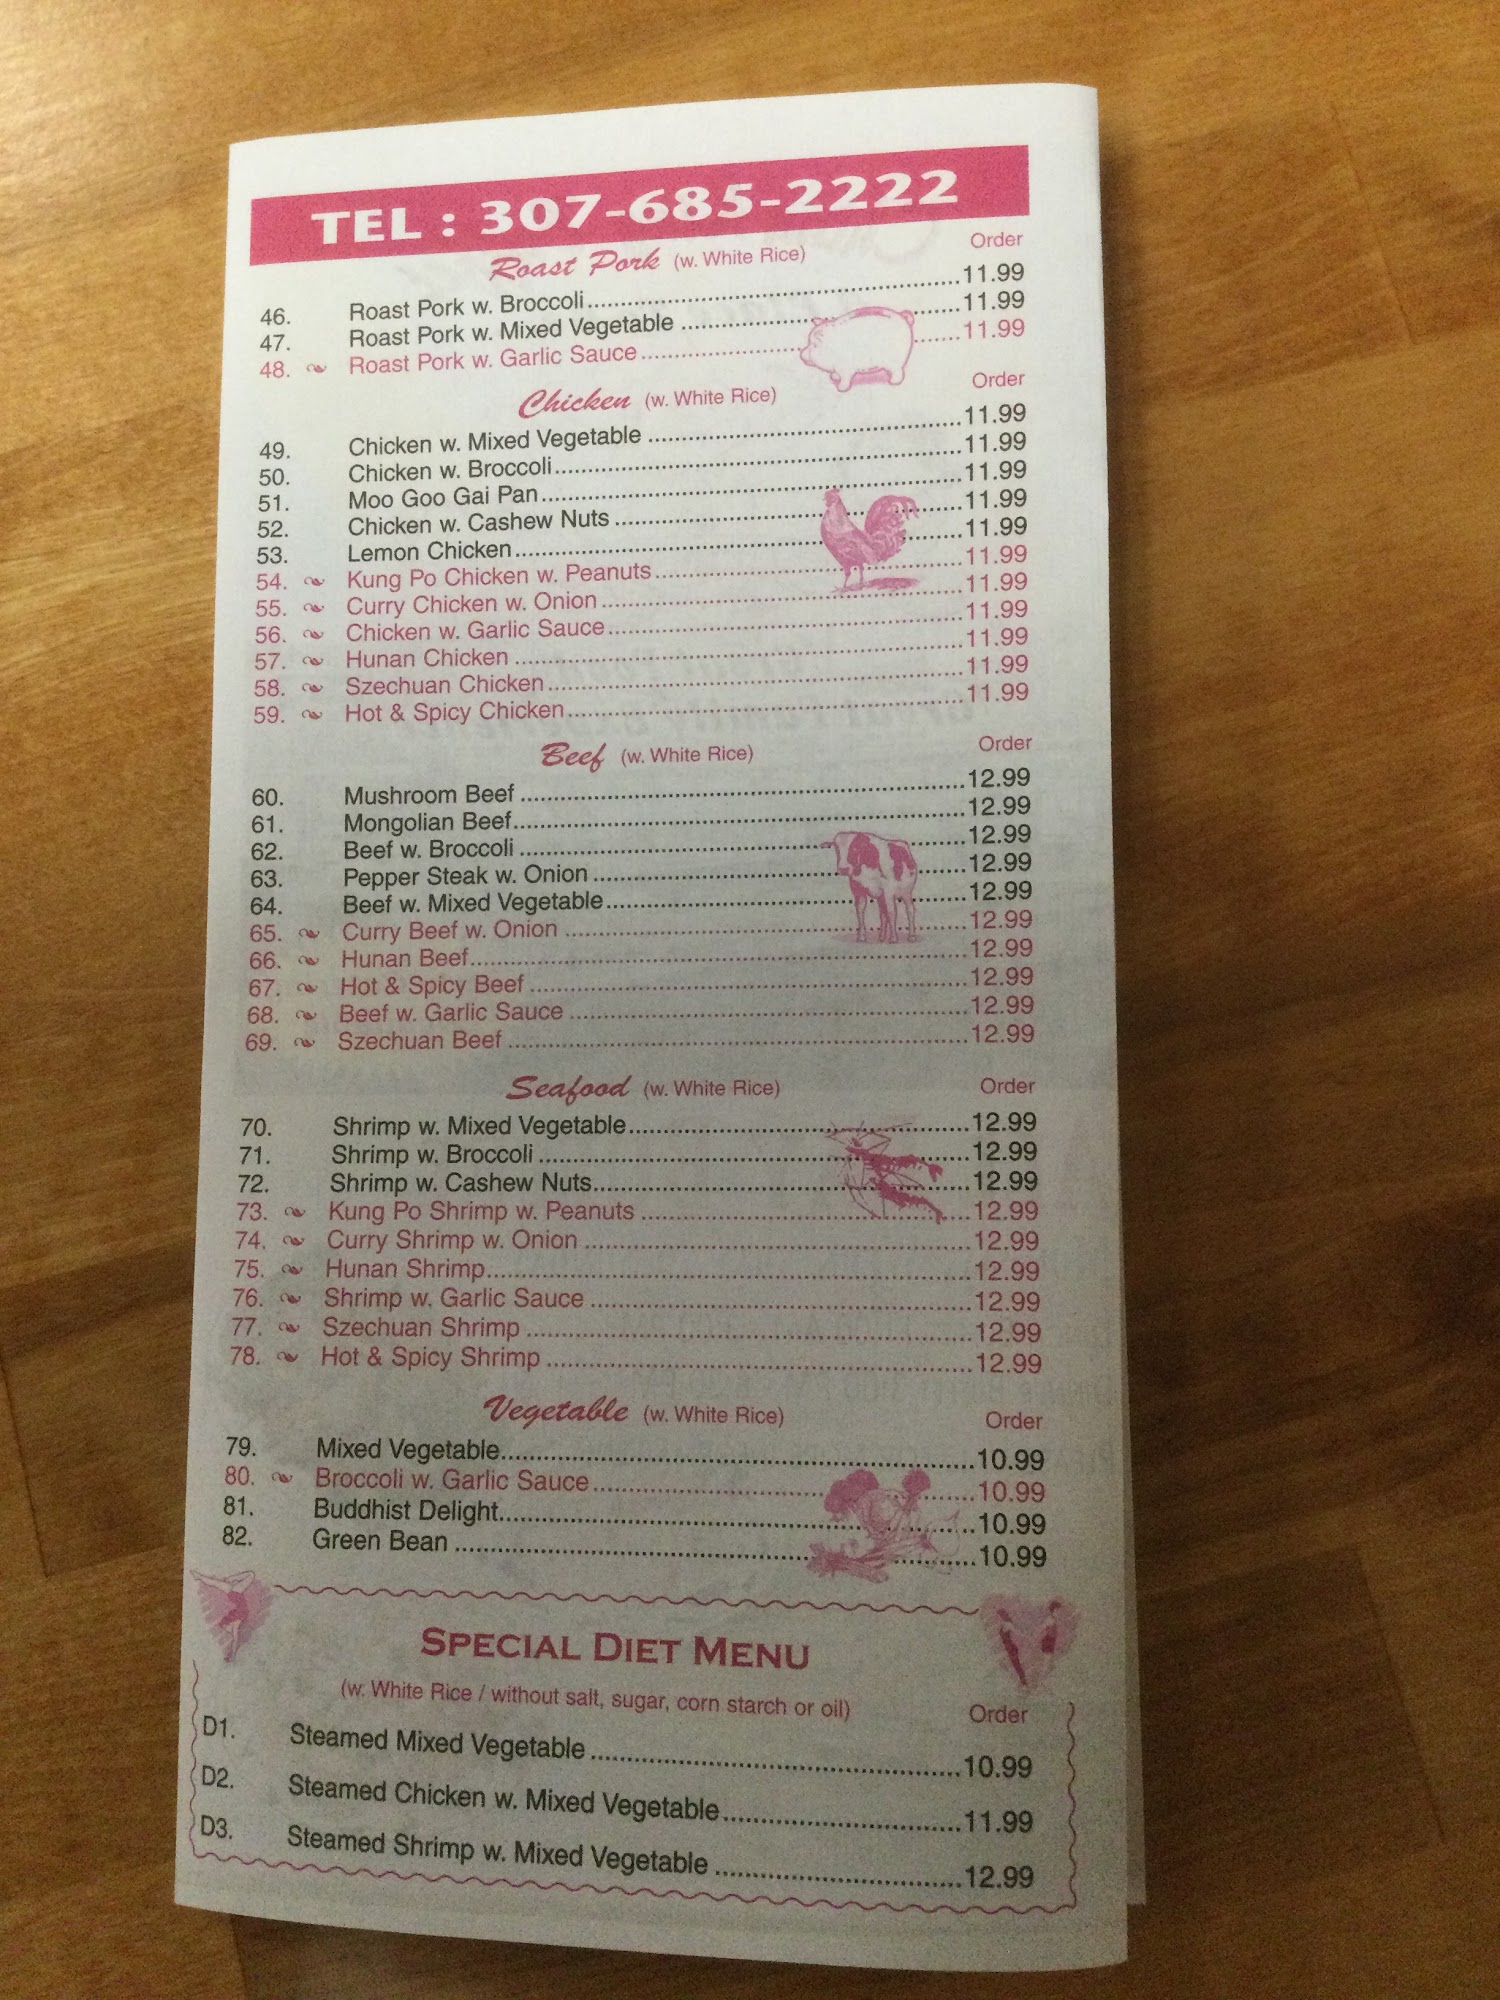 TEL : 307-685-2222
Roast Pork (w. White Rice) Order
46. Roast Pork w. Broccoli 11.99
47. Roast Pork w. Mixed Vegetable 11.99
48. Roast Pork w. Garlic Sauce 11.99
Chicken (w. White Rice) Order
49. Chicken w. Mixed Vegetable 11.99
50. Chicken w. Broccoli 11.99
51. Moo Goo Gai Pan 11.99
52. Chicken w. Cashew Nuts 11.99
53. Lemon Chicken 11.99
54. Kung Po Chicken w. Peanuts 11.99
55. Curry Chicken w. Onion 11.99
56. Chicken w. Garlic Sauce 11.99
57. Hunan Chicken 11.99
58. Szechuan Chicken 11.99
59. Hot & Spicy Chicken 11.99
Beef (w. White Rice) Order
60. Mushroom Beef 12.99
61. Mongolian Beef 12.99
62. Beef w. Broccoli 12.99
63. Pepper Steak w. Onion 12.99
64. Beef w. Mixed Vegetable 12.99
65. Curry Beef w. Onion 12.99
66. Hunan Beef 12.99
67. Hot & Spicy Beef 12.99
68. Beef w. Garlic Sauce 12.99
69. Szechuan Beef 12.99
Seafood (w. White Rice) Order
70. Shrimp w. Mixed Vegetable 12.99
71. Shrimp w. Broccoli 12.99
72. Shrimp w. Cashew Nuts 12.99
73. Kung Po Shrimp w. Peanuts 12.99
74. Curry Shrimp w. Onion 12.99
75. Hunan Shrimp 12.99
76. Shrimp w. Garlic Sauce 12.99
77. Szechuan Shrimp 12.99
78. Hot & Spicy Shrimp 12.99
Vegetable (w. White Rice) Order
79. Mixed Vegetable 10.99
80. Broccoli w. Garlic Sauce 10.99
81. Buddhist Delight 10.99
82. Green Bean 10.99
SPECIAL DIET MENU
(w. White Rice / without salt, sugar, corn starch or oil) Order
D1. Steamed Mixed Vegetable 10.99
D2. Steamed Chicken w. Mixed Vegetable 11.99
D3. Steamed Shrimp w. Mixed Vegetable 12.99